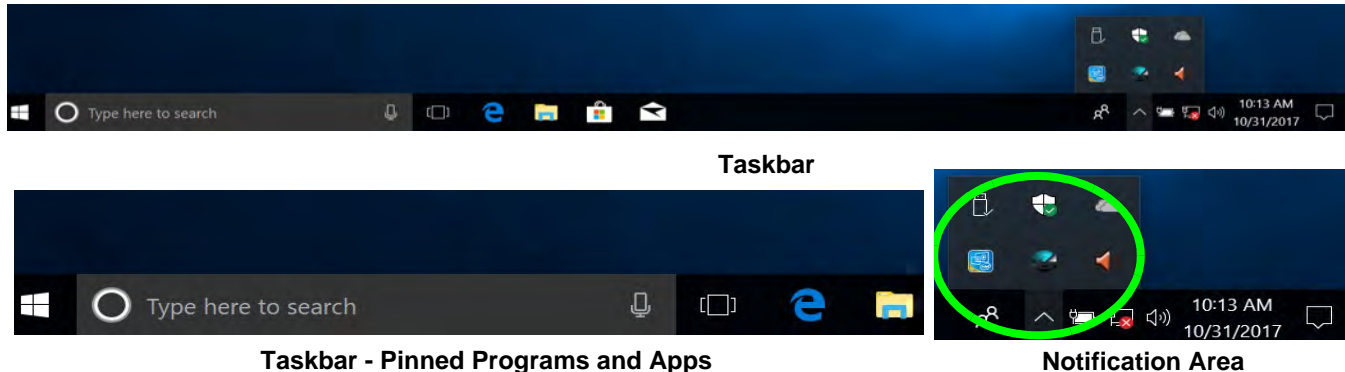 Type here to search
10:13 AM
10/31/2017
Taskbar
Type here to search
10:13 AM
10/31/2017
Taskbar - Pinned Programs and Apps
Notification Area